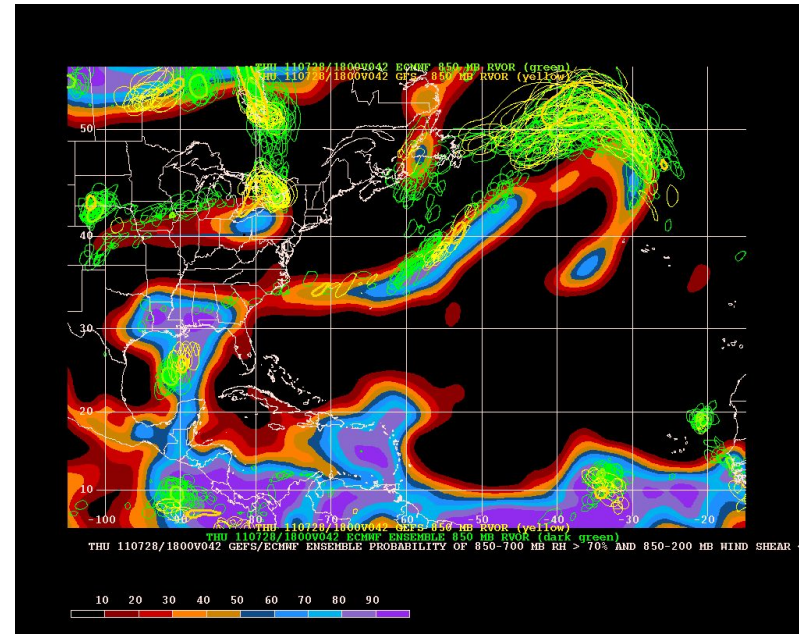 THU 110728/1800V042 ECMWF 850 MB RVOR (green)
THU 110728/1800V042 GFS 850 MB RVOR (yellow)
50
40
30
20
10
-100 -90 -80 -60 -50 -40 -30 -20
THU 110728/1800V042 GEFS 850 MB RVOR (yellow)
THU 110728/1800V042 ECMWF ENSEMBLE 850 MB RVOR (dark green)
THU 110728/1800V042 GEFS/ECMWF ENSEMBLE PROBABILITY OF 850-700 MB RH > 70% AND 850-200 MB WIND SHEAR
10 20 30 40 50 60 70 80 90